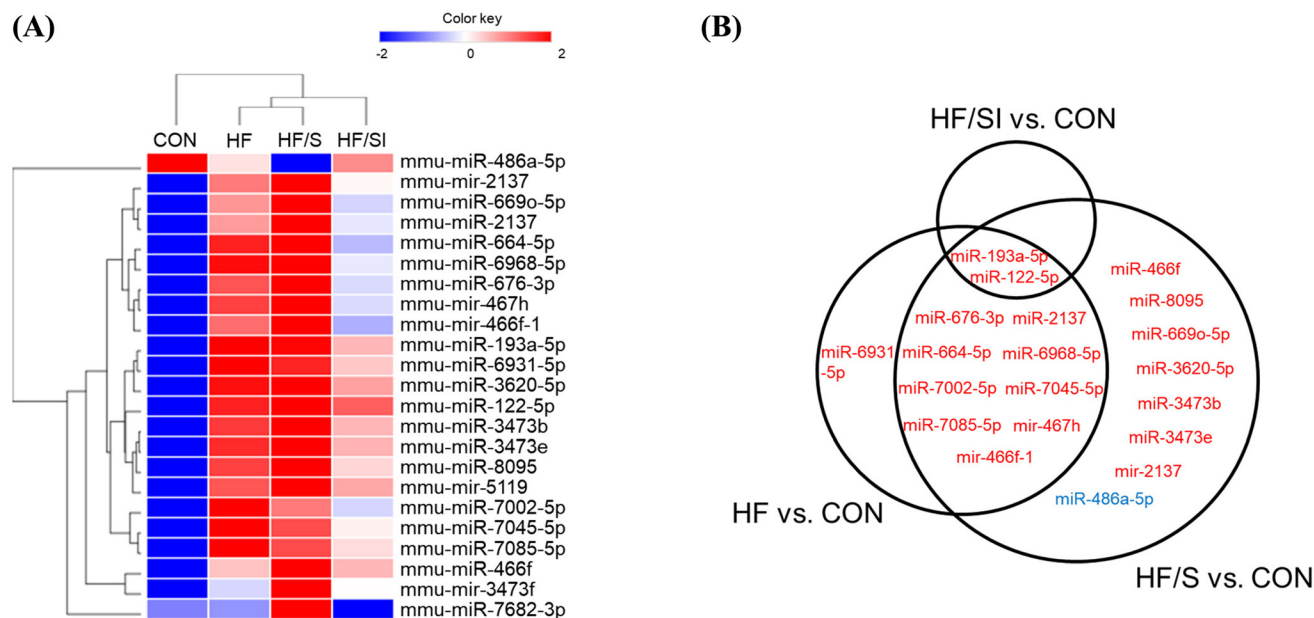 (A)
Color key
-2 0 2
CON HF HF/S HF/SI
mmu-miR-486a-5p
mmu-mir-2137
mmu-miR-669o-5p
mmu-miR-2137
mmu-miR-664-5p
mmu-miR-6968-5p
mmu-miR-676-3p
mmu-mir-467h
mmu-mir-466f-1
mmu-miR-193a-5p
mmu-miR-6931-5p
mmu-miR-3620-5p
mmu-miR-122-5p
mmu-miR-3473b
mmu-miR-3473e
mmu-miR-8095
mmu-mir-5119
mmu-miR-7002-5p
mmu-miR-7045-5p
mmu-miR-7085-5p
mmu-miR-466f
mmu-mir-3473f
mmu-miR-7682-3p
(B)
HF/SI vs. CON
miR-193a-5p
miR-122-5p
miR-676-3p miR-2137
miR-664-5p miR-6968-5p
miR-7002-5p miR-7045-5p
miR-7085-5p mir-467h
mir-466f-1
miR-6931
-5p
miR-466f
miR-8095
miR-669o-5p
miR-3620-5p
miR-3473b
miR-3473e
mir-2137
miR-486a-5p
HF vs. CON
HF/S vs. CON